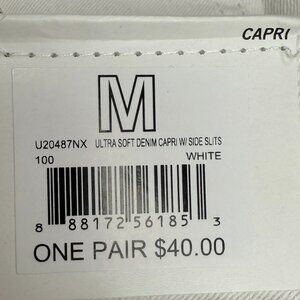 CAPRI
M
U20487NX ULTRA SOFT DENIM CAPRI W/ SIDE SLITS
100 WHITE
8 88172 56185 3
ONE PAIR $40.00